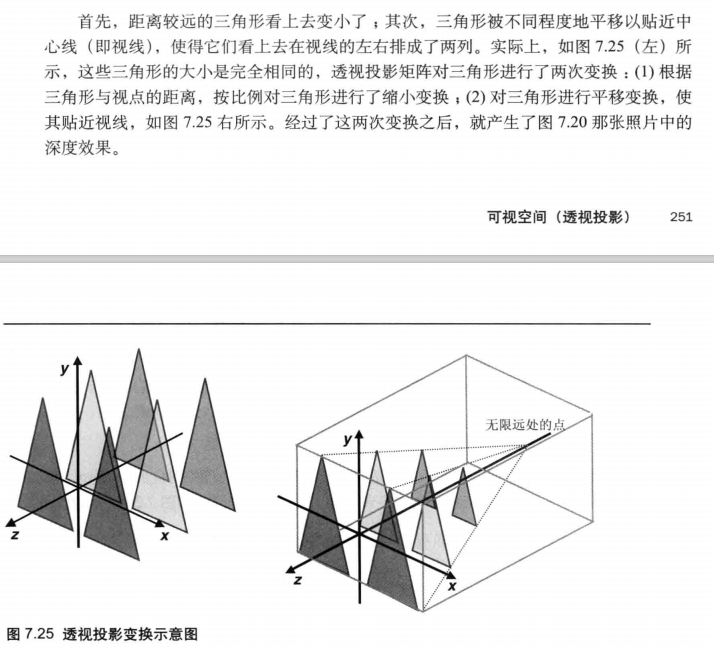 首先，距离较远的三角形看上去变小了；其次，三角形被不同程度地平移以贴近中
心线（即视线），使得它们看上去在视线的左右排成了两列。实际上，如图 7.25（左）所
示，这些三角形的大小是完全相同的，透视投影矩阵对三角形进行了两次变换：(1) 根据
三角形与视点的距离，按比例对三角形进行了缩小变换；(2) 对三角形进行平移变换，使
其贴近视线，如图 7.25 右所示。经过了这两次变换之后，就产生了图 7.20 那张照片中的
深度效果。
可视空间（透视投影） 251
y
z
x
无限远处的点
y
z
x
图 7.25 透视投影变换示意图